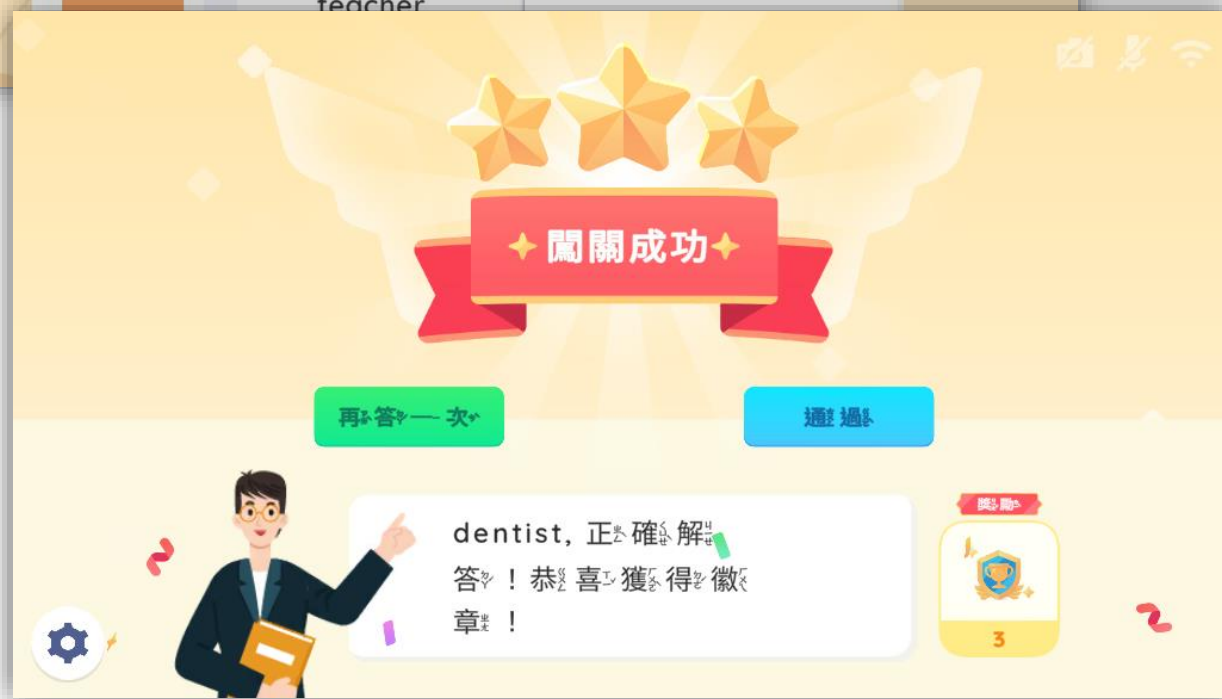 teacher
闖關成功
再答一次
通過
dentist, 正確解
答！恭喜獲得徽
章！
獎勵
3